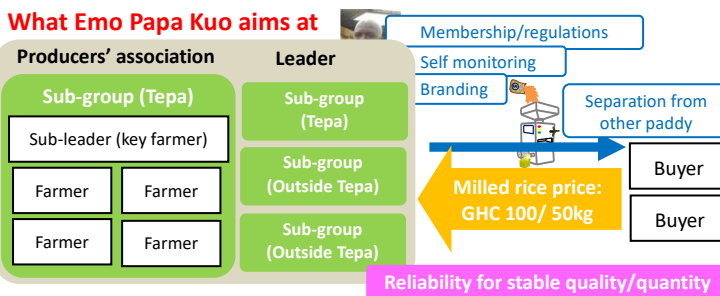 What Emo Papa Kuo aims at
Producers’ association
Leader
Sub-group (Tepa)
Sub-leader (key farmer)
Farmer
Farmer
Farmer
Farmer
Sub-group
(Tepa)
Sub-group
(Outside Tepa)
Sub-group
(Outside Tepa)
Membership/regulations
Self monitoring
Branding
Separation from
other paddy
Milled rice price:
GHC 100/ 50kg
Buyer
Buyer
Reliability for stable quality/quantity